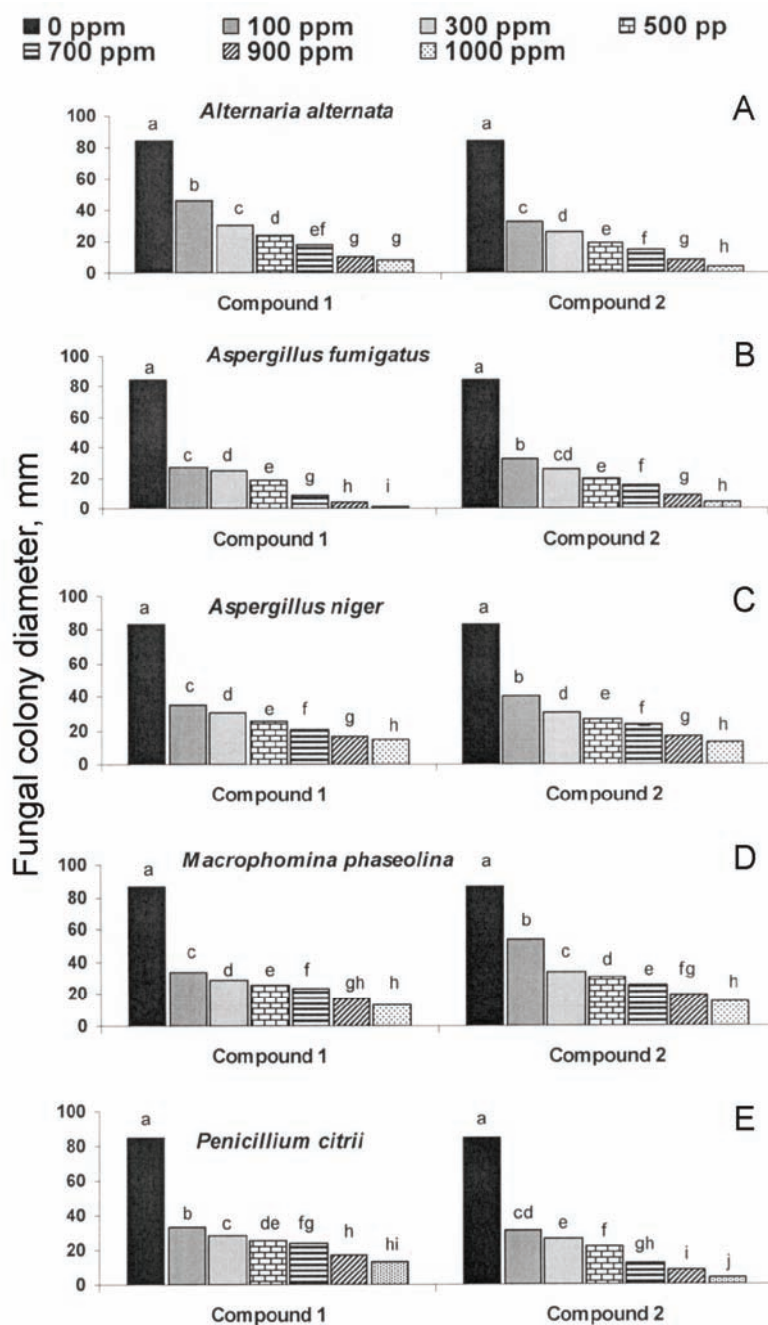 0 ppm 100 ppm 300 ppm 500 pp
700 ppm 900 ppm 1000 ppm
Fungal colony diameter, mm
Alternaria alternata A
100
80
60
40
20
0
a b c d ef g g
a c d e f g h
Compound 1 Compound 2
Aspergillus fumigatus B
100
80
60
40
20
0
a c d e g h i
a b cd e f g h
Compound 1 Compound 2
Aspergillus niger C
100
80
60
40
20
0
a c d e f g h
a b d e f g h
Compound 1 Compound 2
Macrophomina phaseolina D
100
80
60
40
20
0
a c d e f gh h
a b c d e fg h
Compound 1 Compound 2
Penicillium citrii E
100
80
60
40
20
0
a b c de fg h hi
a cd e f gh i j
Compound 1 Compound 2